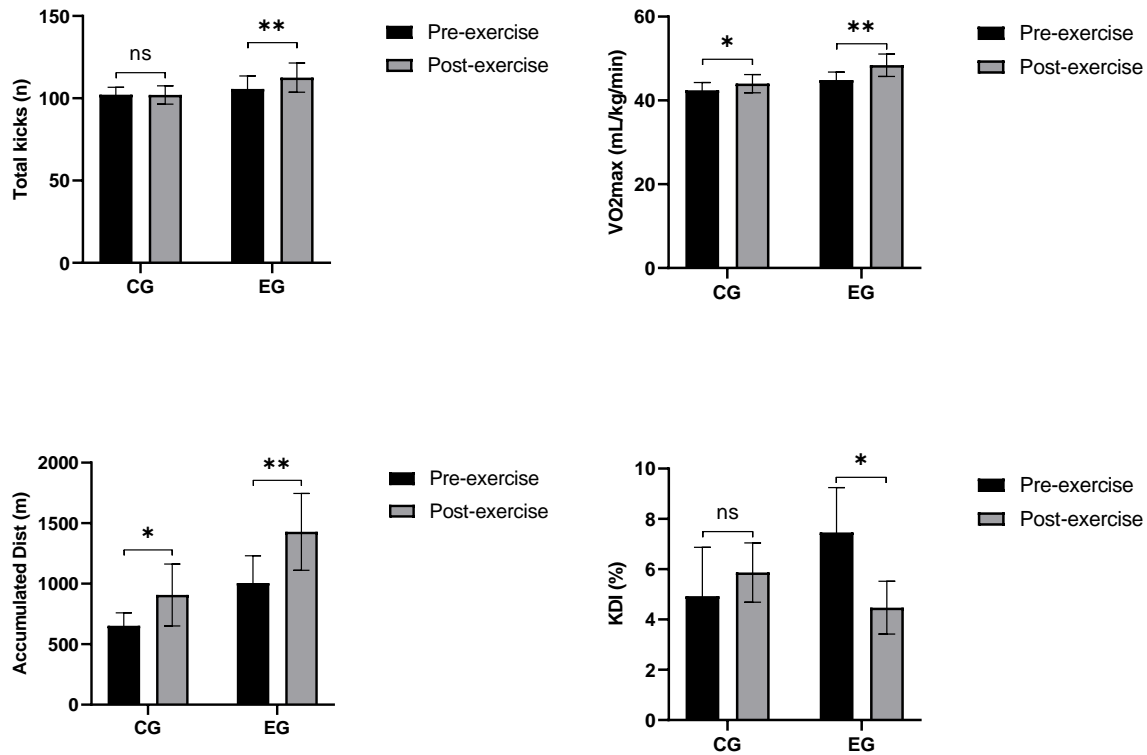 Total kicks (n)
150
100
50
0
ns
**
CG
EG
Pre-exercise
Post-exercise
VO2max (mL/kg/min)
60
40
20
0
*
**
CG
EG
Pre-exercise
Post-exercise
Accumulated Dist (m)
2000
1500
1000
500
0
*
**
CG
EG
Pre-exercise
Post-exercise
KDI (%)
10
8
6
4
2
0
ns
*
CG
EG
Pre-exercise
Post-exercise